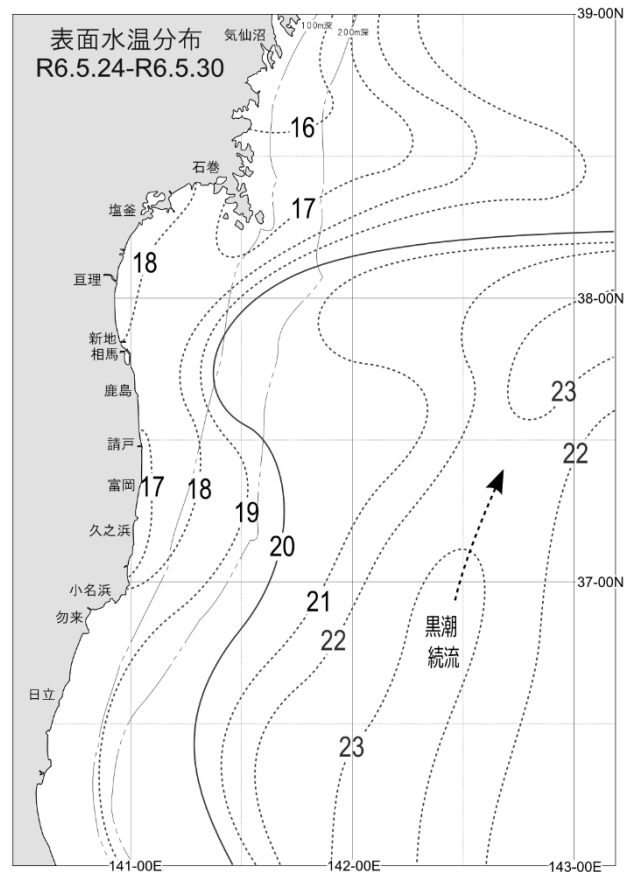 表面水温分布
R6.5.24-R6.5.30
気仙沼
100m深
200m深
39-00N
16
石巻
17
塩釜
18
亘理
38-00N
新地
相馬
鹿島
23
請戸
22
富岡
17
18
19
久之浜
20
小名浜
37-00N
21
勿来
黒潮
続流
22
日立
23
141-00E
142-00E
143-00E